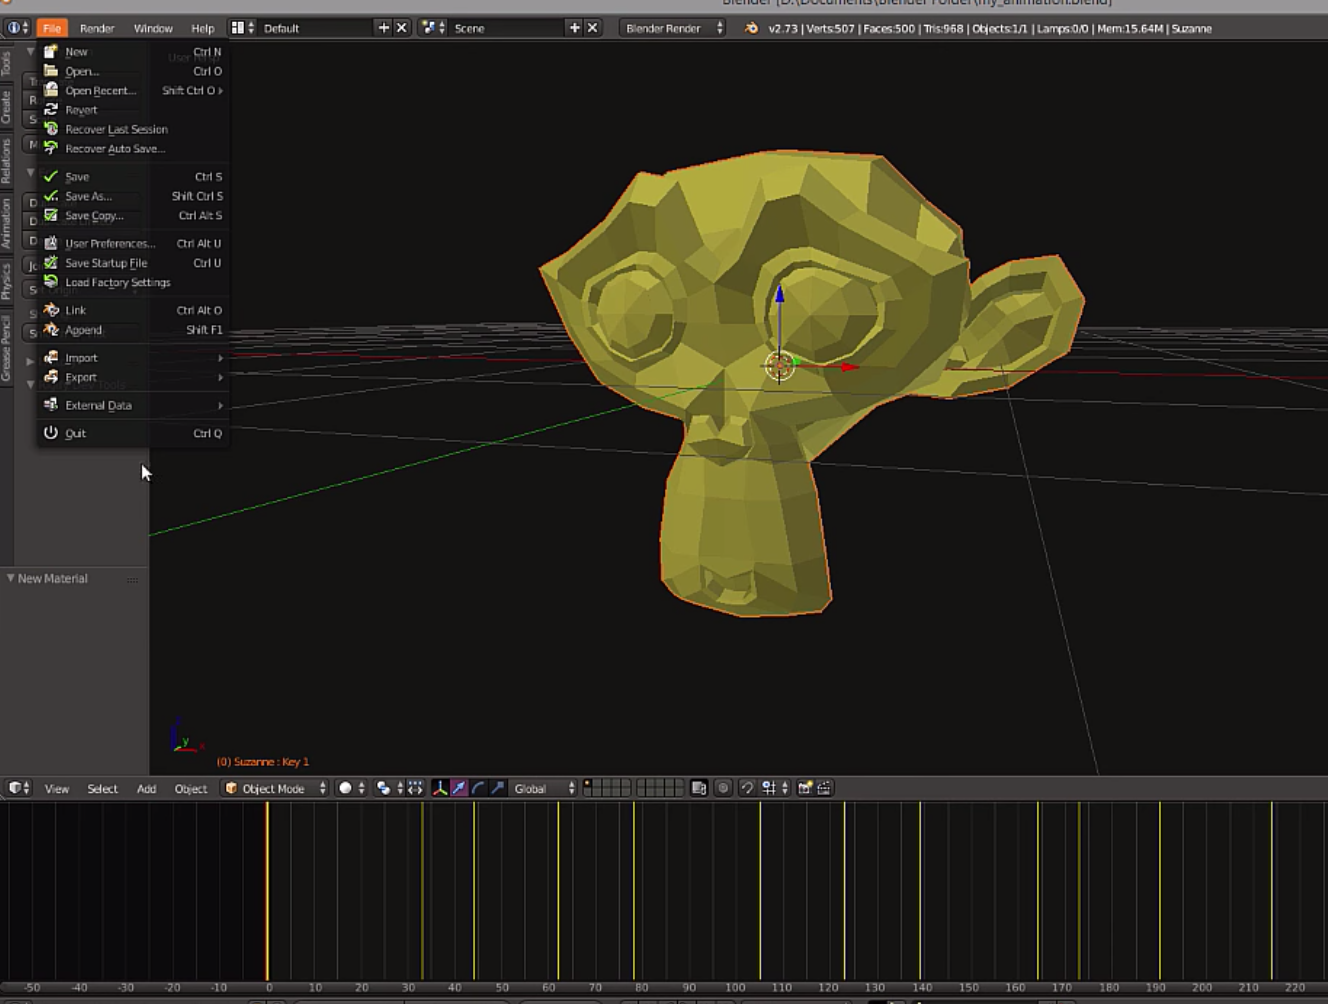 Blender [D:\Documents\Blender Folder\my_animation.blend]
File Render Window Help Default Scene Blender Render v2.73 | Verts:507 | Faces:500 | Tris:968 | Objects:1/1 | Lamps:0/0 | Mem:15.64M | Suzanne
New Ctrl N
Open... Ctrl O
Open Recent... Shift Ctrl O
Revert
Recover Last Session
Recover Auto Save...
Save Ctrl S
Save As... Shift Ctrl S
Save Copy... Ctrl Alt S
User Preferences... Ctrl Alt U
Save Startup File Ctrl U
Load Factory Settings
Link Ctrl Alt O
Append Shift F1
Import
Export
External Data
Quit Ctrl Q
Tools
Create
Relations
Animation
Physics
Grease Pencil
New Material
y
x
(0) Suzanne : Key 1
View Select Add Object Object Mode Global
-50 -40 -30 -20 -10 0 10 20 30 40 50 60 70 80 90 100 110 120 130 140 150 160 170 180 190 200 210 220